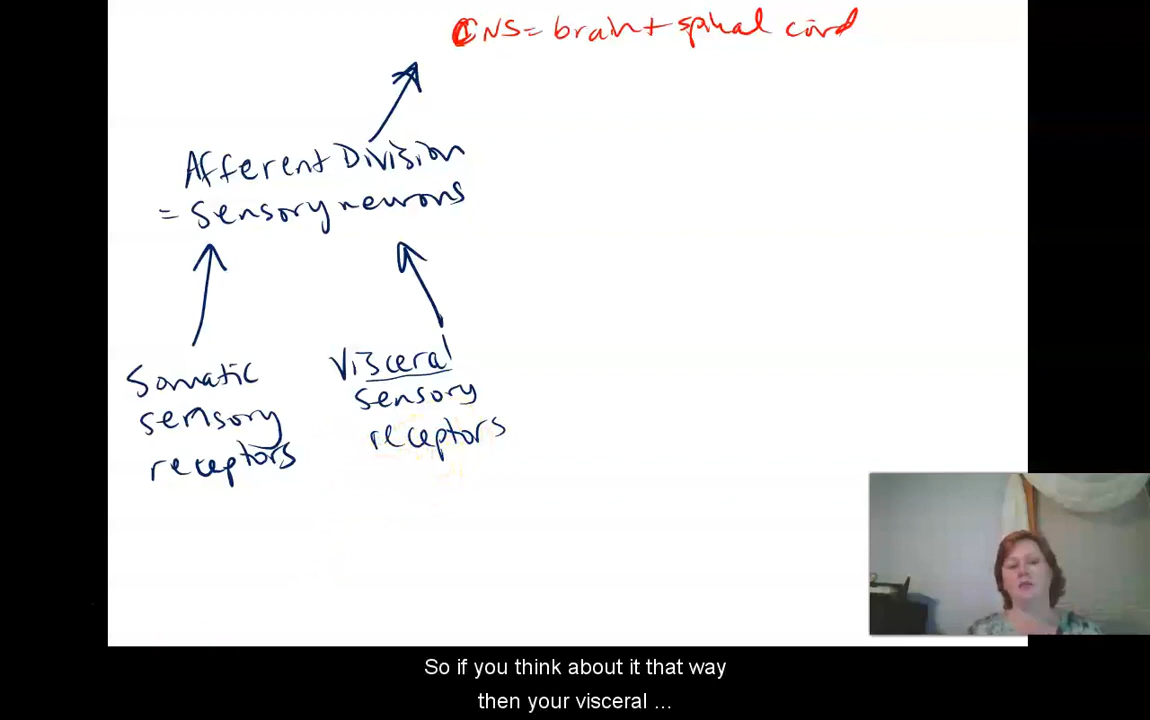 CNS = brain + spinal cord
Afferent Division
= sensory neurons
Somatic
sensory
receptors
Visceral
sensory
receptors
So if you think about it that way
then your visceral ...